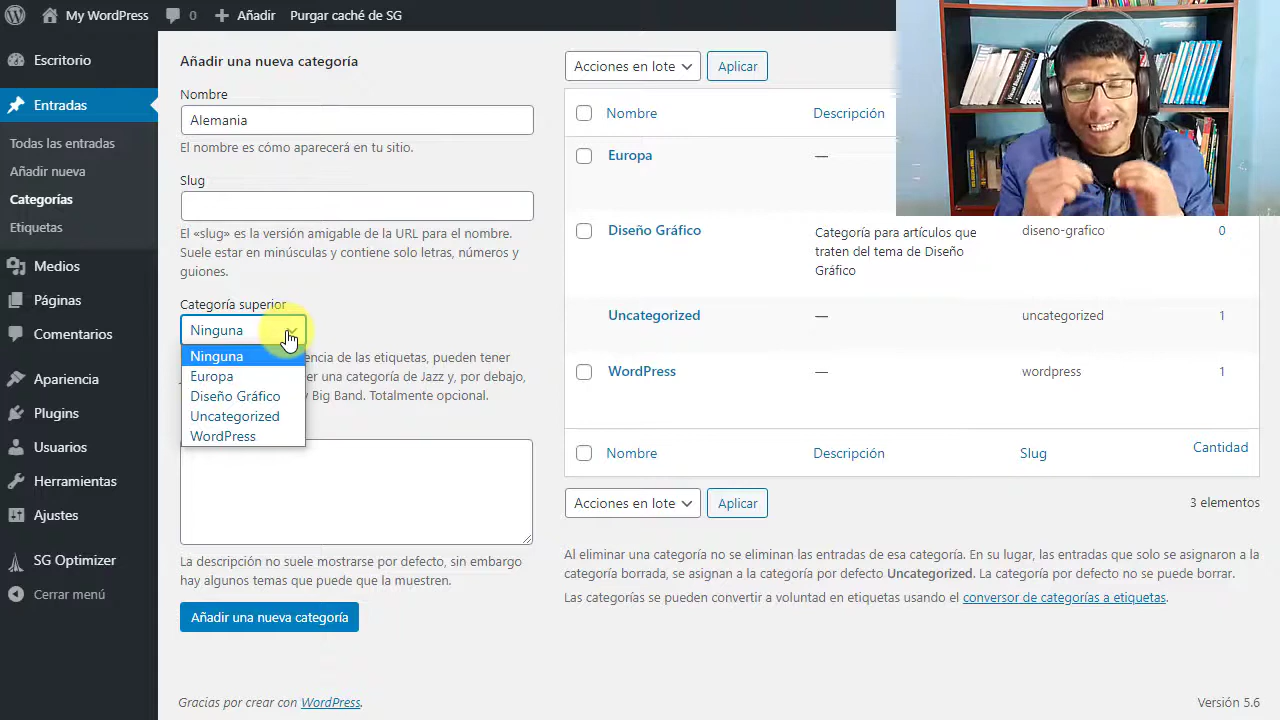 My WordPress
0
Añadir
Purgar caché de SG
Escritorio
Entradas
Todas las entradas
Añadir nueva
Categorías
Etiquetas
Medios
Páginas
Comentarios
Apariencia
Plugins
Usuarios
Herramientas
Ajustes
SG Optimizer
Cerrar menú
Añadir una nueva categoría
Nombre
Alemania
El nombre es cómo aparecerá en tu sitio.
Slug
El «slug» es la versión amigable de la URL para el nombre.
Suele estar en minúsculas y contiene solo letras, números y
guiones.
Categoría superior
Ninguna
Ninguna
Europa
Diseño Gráfico
Uncategorized
WordPress
encia de las etiquetas, pueden tener
er una categoría de Jazz y, por debajo,
y Big Band. Totalmente opcional.
La descripción no suele mostrarse por defecto, sin embargo
hay algunos temas que puede que la muestren.
Añadir una nueva categoría
Acciones en lote
Aplicar
Nombre
Descripción
Europa
—
Diseño Gráfico
Categoría para artículos que
traten del tema de Diseño
Gráfico
diseno-grafico
0
Uncategorized
—
uncategorized
1
WordPress
—
wordpress
1
Nombre
Descripción
Slug
Cantidad
Acciones en lote
Aplicar
3 elementos
Al eliminar una categoría no se eliminan las entradas de esa categoría. En su lugar, las entradas que solo se asignaron a la
categoría borrada, se asignan a la categoría por defecto Uncategorized. La categoría por defecto no se puede borrar.
Las categorías se pueden convertir a voluntad en etiquetas usando el conversor de categorías a etiquetas.
Gracias por crear con WordPress.
Versión 5.6